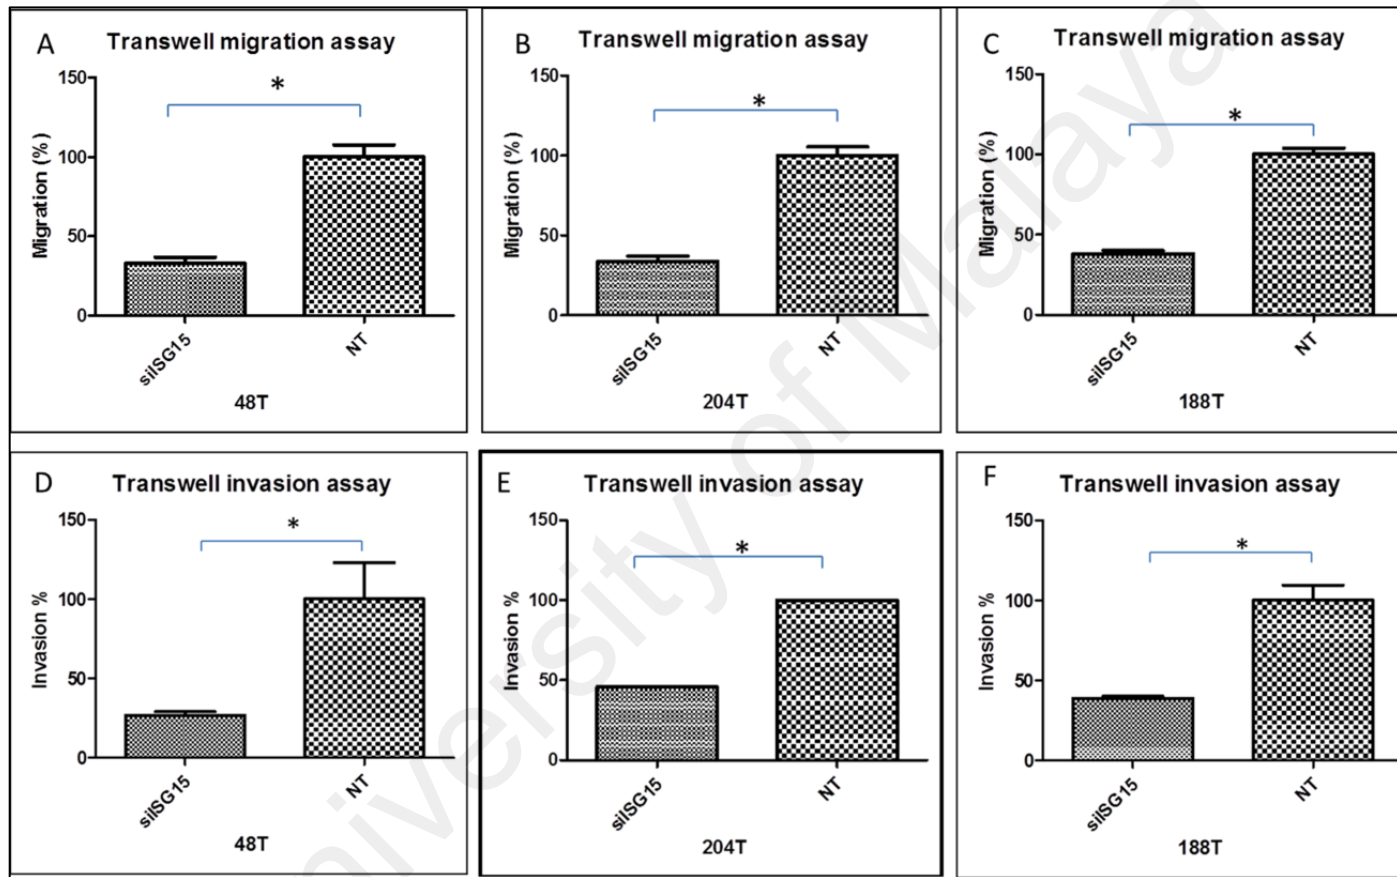 A
Transwell migration assay
*
150
100
50
0
Migration (%)
siISG15
NT
48T
B
Transwell migration assay
*
150
100
50
0
Migration (%)
siISG15
NT
204T
C
Transwell migration assay
*
150
100
50
0
Migration (%)
siISG15
NT
188T
D
Transwell invasion assay
*
150
100
50
0
Invasion %
siISG15
NT
48T
E
Transwell invasion assay
*
150
100
50
0
Invasion %
siISG15
NT
204T
F
Transwell invasion assay
*
150
100
50
0
Invasion %
siISG15
NT
188T
niversity of Malaya